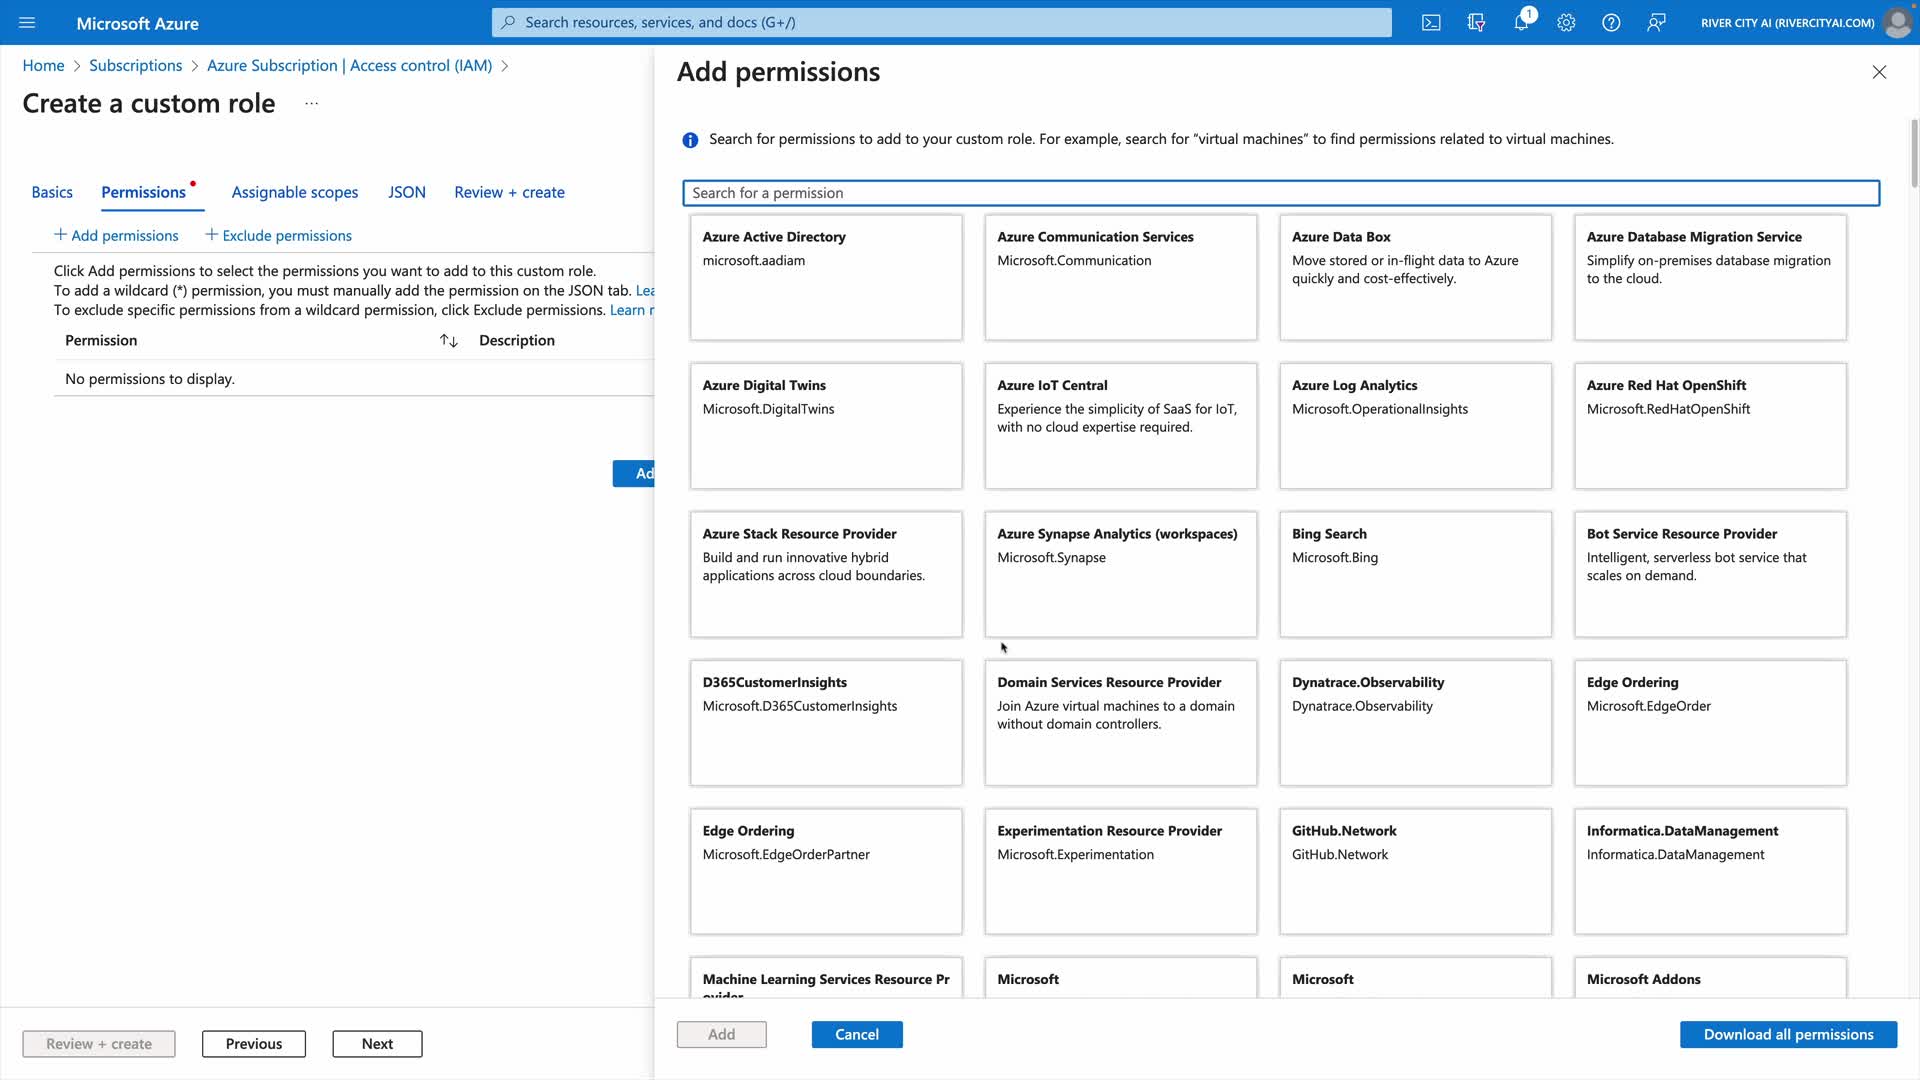 Microsoft Azure
Search resources, services, and docs (G+/)
1
RIVER CITY AI (RIVERCITYAI.COM)
Home > Subscriptions > Azure Subscription | Access control (IAM) >
Create a custom role ...
Basics
Permissions
Assignable scopes
JSON
Review + create
+ Add permissions
+ Exclude permissions
Click Add permissions to select the permissions you want to add to this custom role.
To add a wildcard (*) permission, you must manually add the permission on the JSON tab. Lea
To exclude specific permissions from a wildcard permission, click Exclude permissions. Learn r
Permission
Description
No permissions to display.
Ad
Review + create
Previous
Next
Add permissions
Search for permissions to add to your custom role. For example, search for “virtual machines” to find permissions related to virtual machines.
Search for a permission
Azure Active Directory
microsoft.aadiam
Azure Communication Services
Microsoft.Communication
Azure Data Box
Move stored or in-flight data to Azure
quickly and cost-effectively.
Azure Database Migration Service
Simplify on-premises database migration
to the cloud.
Azure Digital Twins
Microsoft.DigitalTwins
Azure IoT Central
Experience the simplicity of SaaS for IoT,
with no cloud expertise required.
Azure Log Analytics
Microsoft.OperationalInsights
Azure Red Hat OpenShift
Microsoft.RedHatOpenShift
Azure Stack Resource Provider
Build and run innovative hybrid
applications across cloud boundaries.
Azure Synapse Analytics (workspaces)
Microsoft.Synapse
Bing Search
Microsoft.Bing
Bot Service Resource Provider
Intelligent, serverless bot service that
scales on demand.
D365CustomerInsights
Microsoft.D365CustomerInsights
Domain Services Resource Provider
Join Azure virtual machines to a domain
without domain controllers.
Dynatrace.Observability
Dynatrace.Observability
Edge Ordering
Microsoft.EdgeOrder
Edge Ordering
Microsoft.EdgeOrderPartner
Experimentation Resource Provider
Microsoft.Experimentation
GitHub.Network
GitHub.Network
Informatica.DataManagement
Informatica.DataManagement
Machine Learning Services Resource Pr
ovider
Microsoft
Microsoft
Microsoft Addons
Add
Cancel
Download all permissions